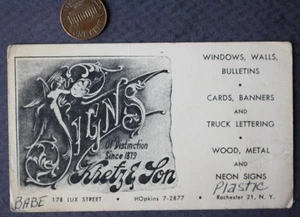 SIGNS
Of Distinction
Since 1879
Kietz & Son
178 LUX STREET HOpkins 7-2877 Rochester 21, N. Y.
BABE
WINDOWS, WALLS,
BULLETINS
CARDS, BANNERS
AND
TRUCK LETTERING
WOOD, METAL
AND
NEON SIGNS
Plastic